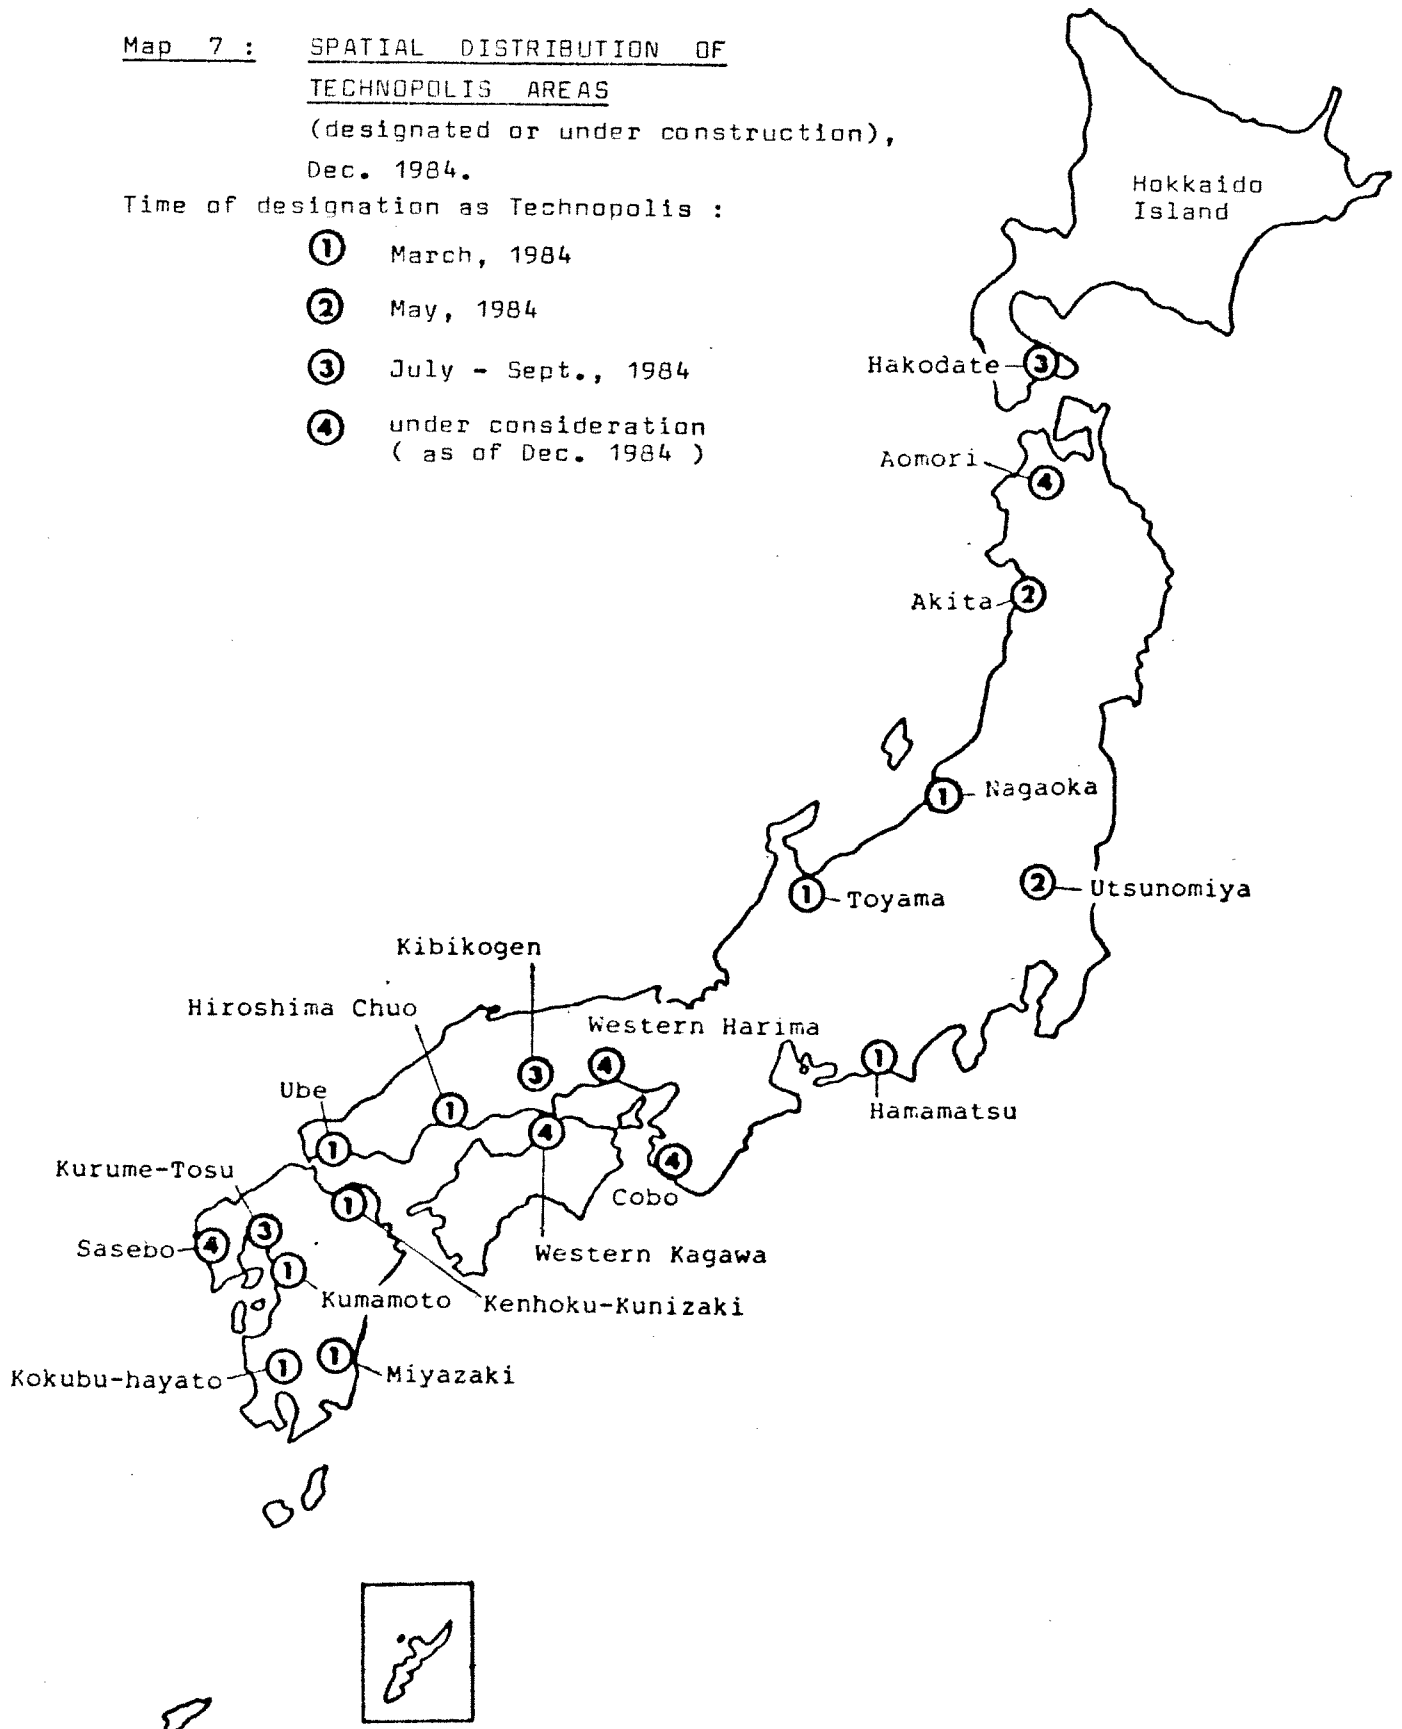 Map 7 : SPATIAL DISTRIBUTION OF
TECHNOPOLIS AREAS
(designated or under construction),
Dec. 1984.
Time of designation as Technopolis :
1 March, 1984
2 May, 1984
3 July - Sept., 1984
4 under consideration
( as of Dec. 1984 )
Hokkaido
Island
Hakodate 3
Aomori 4
Akita 2
1 Nagaoka
2 Utsunomiya
1 Toyama
Kibikogen
3
Hiroshima Chuo
1
Western Harima
4
1
Hamamatsu
Ube
1
4
Western Kagawa
4
Cobo
Kurume-Tosu
3
1
Kenhoku-Kunizaki
Sasebo 4
1
Kumamoto
Kokubu-hayato 1
1 Miyazaki